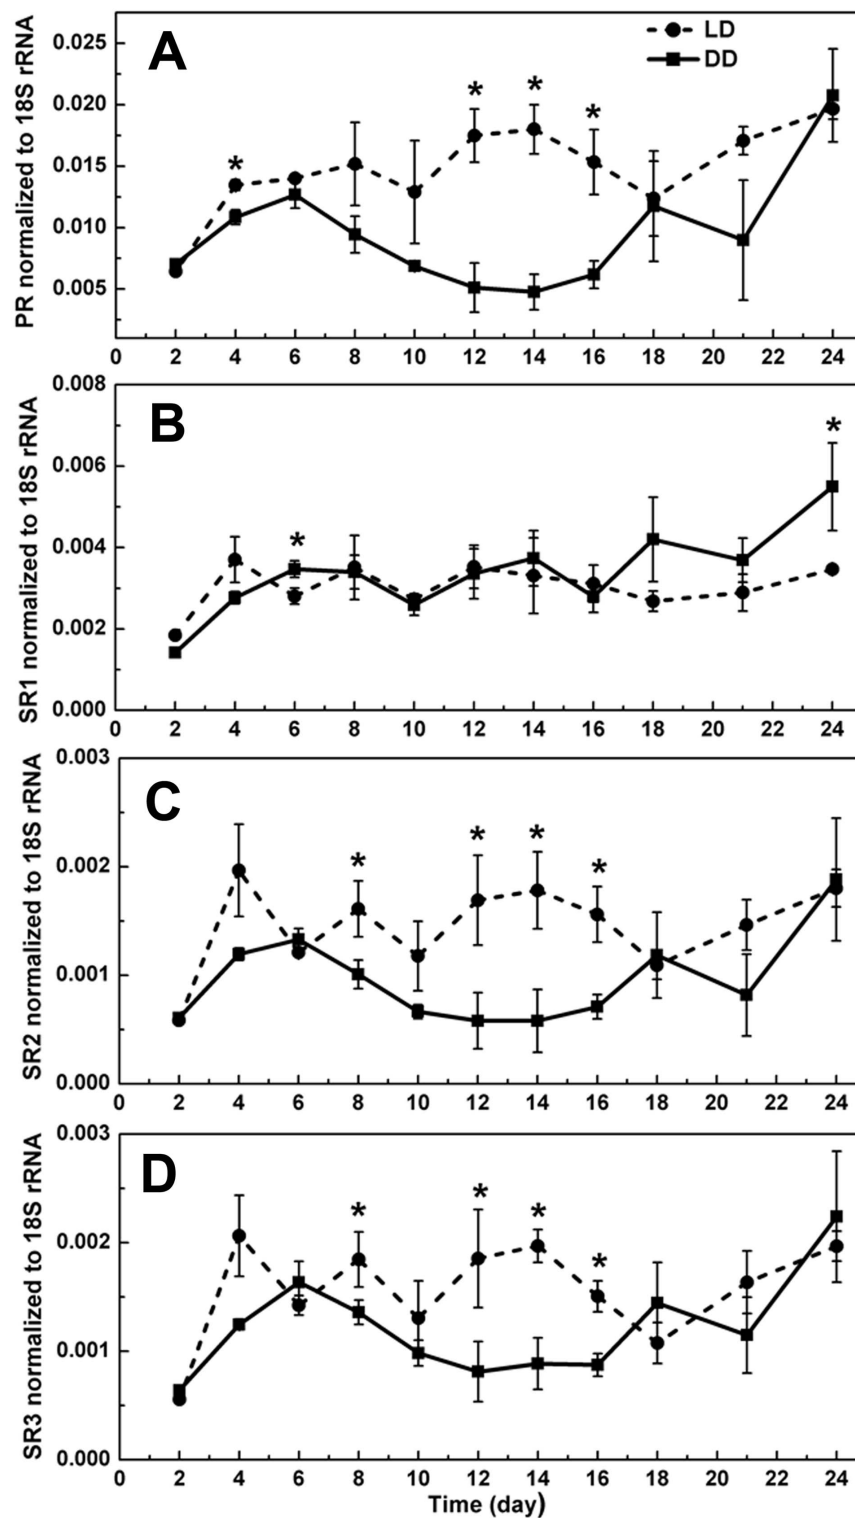 A
LD
DD
PR normalized to 18S rRNA
0.025
0.020
0.015
0.010
0.005
* * * *
0 2 4 6 8 10 12 14 16 18 20 22 24
B
SR1 normalized to 18S rRNA
0.008
0.006
0.004
0.002
0.000
* *
0 2 4 6 8 10 12 14 16 18 20 22 24
C
SR2 normalized to 18S rRNA
0.003
0.002
0.001
0.000
* * * *
0 2 4 6 8 10 12 14 16 18 20 22 24
D
SR3 normalized to 18S rRNA
0.003
0.002
0.001
0.000
* * * *
0 2 4 6 8 10 12 14 16 18 20 22 24
Time (day)